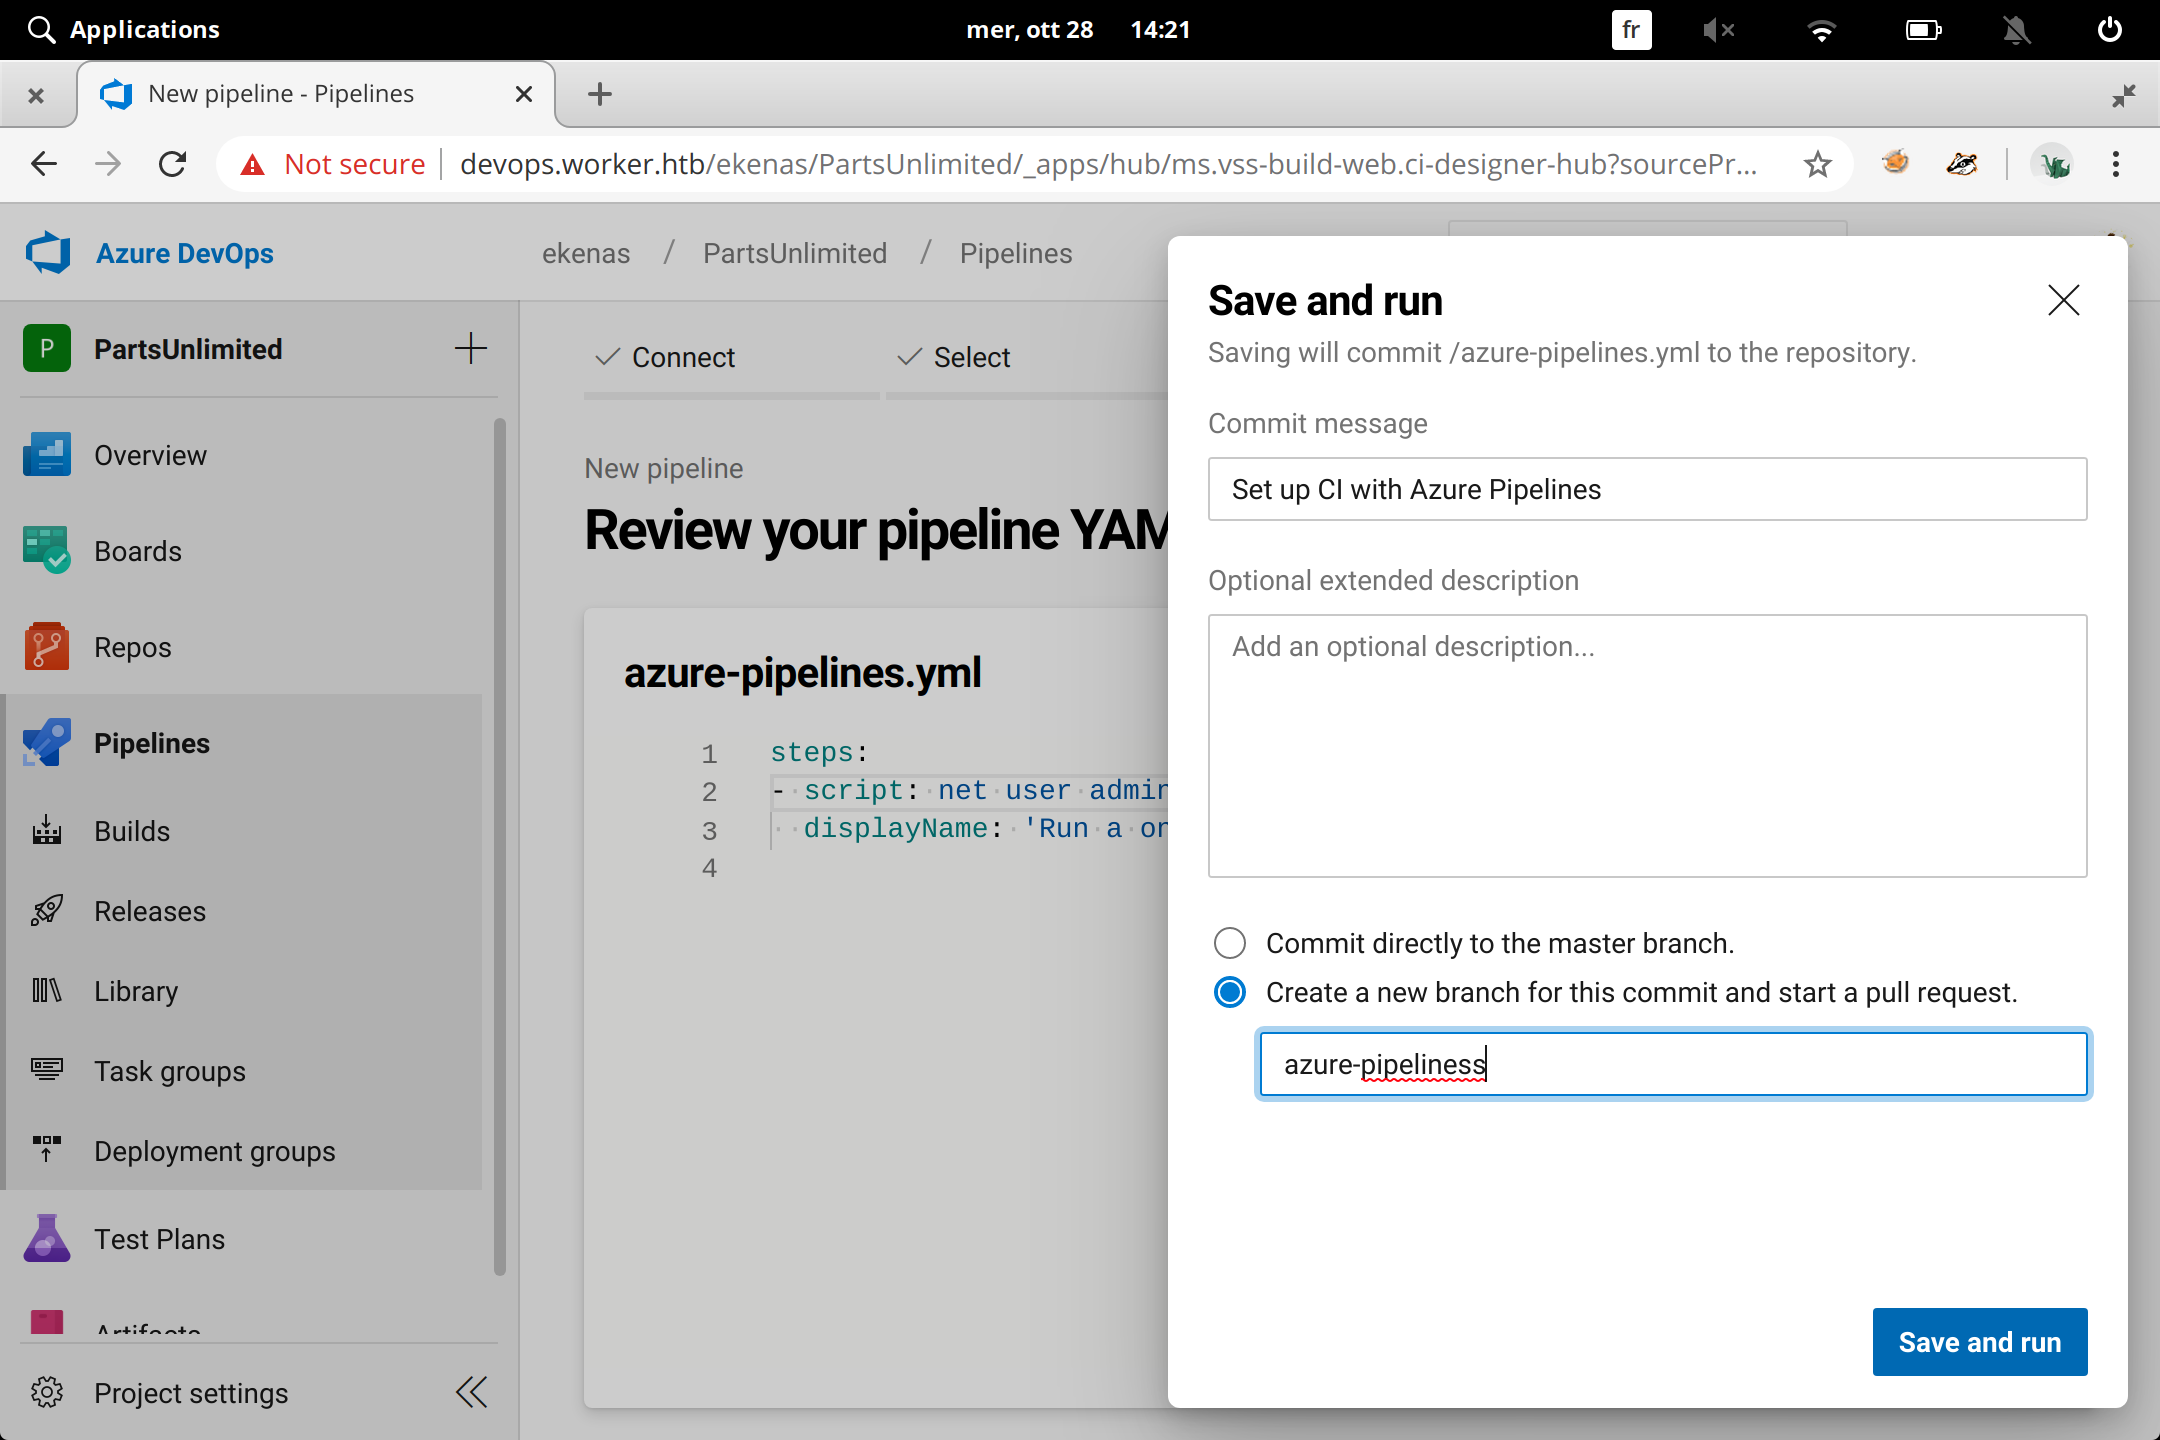 Applications
mer, ott 28 14:21
fr
New pipeline - Pipelines
Not secure
devops.worker.htb/ekenas/PartsUnlimited/_apps/hub/ms.vss-build-web.ci-designer-hub?sourcePr...
Azure DevOps
ekenas / PartsUnlimited / Pipelines
P
PartsUnlimited
Overview
Boards
Repos
Pipelines
Builds
Releases
Library
Task groups
Deployment groups
Test Plans
Artifacts
Project settings
Connect
Select
New pipeline
Review your pipeline YAM
azure-pipelines.yml
1 steps:
2 - script: net user admin
3 displayName: 'Run a on
4
Save and run
Saving will commit /azure-pipelines.yml to the repository.
Commit message
Set up CI with Azure Pipelines
Optional extended description
Add an optional description...
Commit directly to the master branch.
Create a new branch for this commit and start a pull request.
azure-pipeliness
Save and run